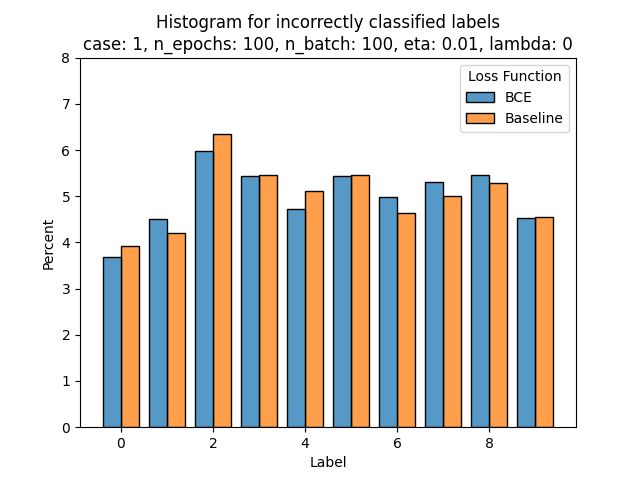 Histogram for incorrectly classified labels
case: 1, n_epochs: 100, n_batch: 100, eta: 0.01, lambda: 0
8
7
6
5
4
3
2
1
0
Percent
Loss Function
BCE
Baseline
0 2 4 6 8
Label